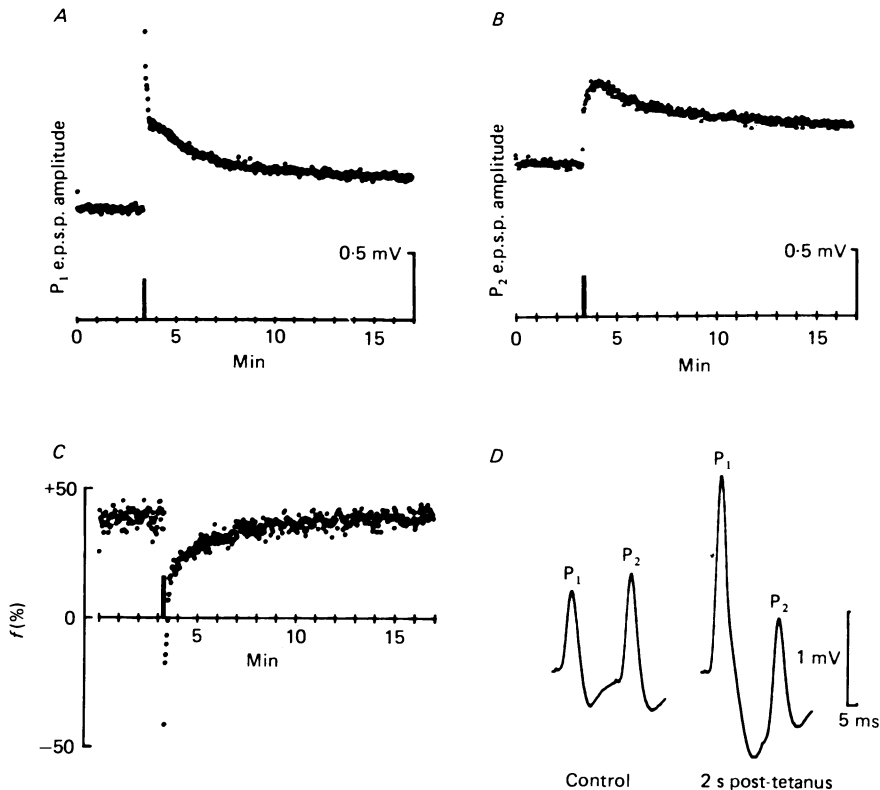 A
P₁ e.p.s.p. amplitude
0·5 mV
0 5 10 15
Min
B
P₂ e.p.s.p. amplitude
0·5 mV
0 5 10 15
Min
C
+50
0
−50
f (%)
5 10 15
Min
D
P₁ P₂
P₁
P₂
1 mV
5 ms
Control
2 s post-tetanus